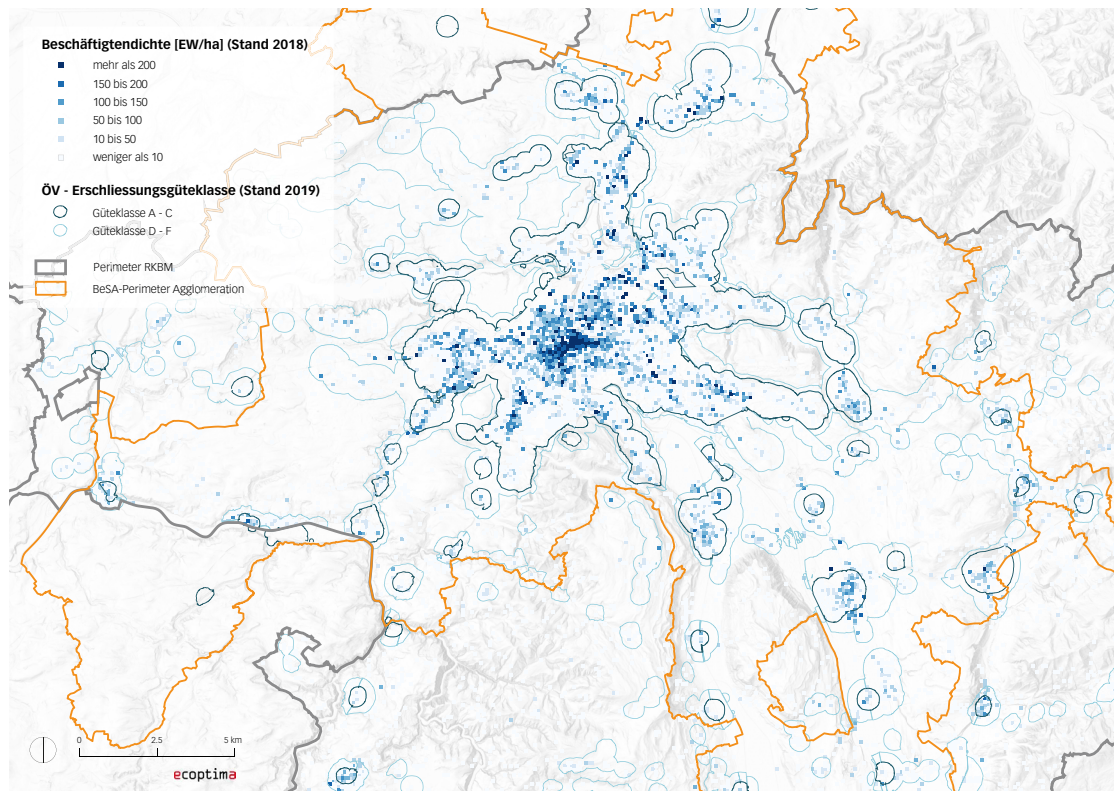 Beschäftigtendichte [EW/ha] (Stand 2018)
mehr als 200
150 bis 200
100 bis 150
50 bis 100
10 bis 50
weniger als 10
ÖV - Erschliessungsgüteklasse (Stand 2019)
Güteklasse A - C
Güteklasse D - F
Perimeter RKBM
BeSA-Perimeter Agglomeration
0 2.5 5 km
ecoptima